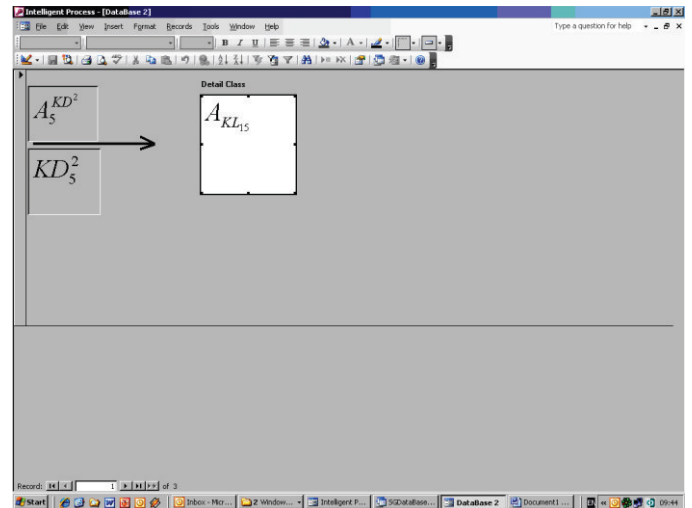 Intelligent Process - [DataBase 2]
File Edit View Insert Format Records Tools Window Help
Type a question for help
B I U
Detail Class
A_5^{KD^2}
A_{KL_{15}}
KD_5^2
Record: 1 of 3
Start
Inbox - Micr...
2 Window...
Intelligent P...
SGDataBase...
DataBase 2
Document1 ...
09:44